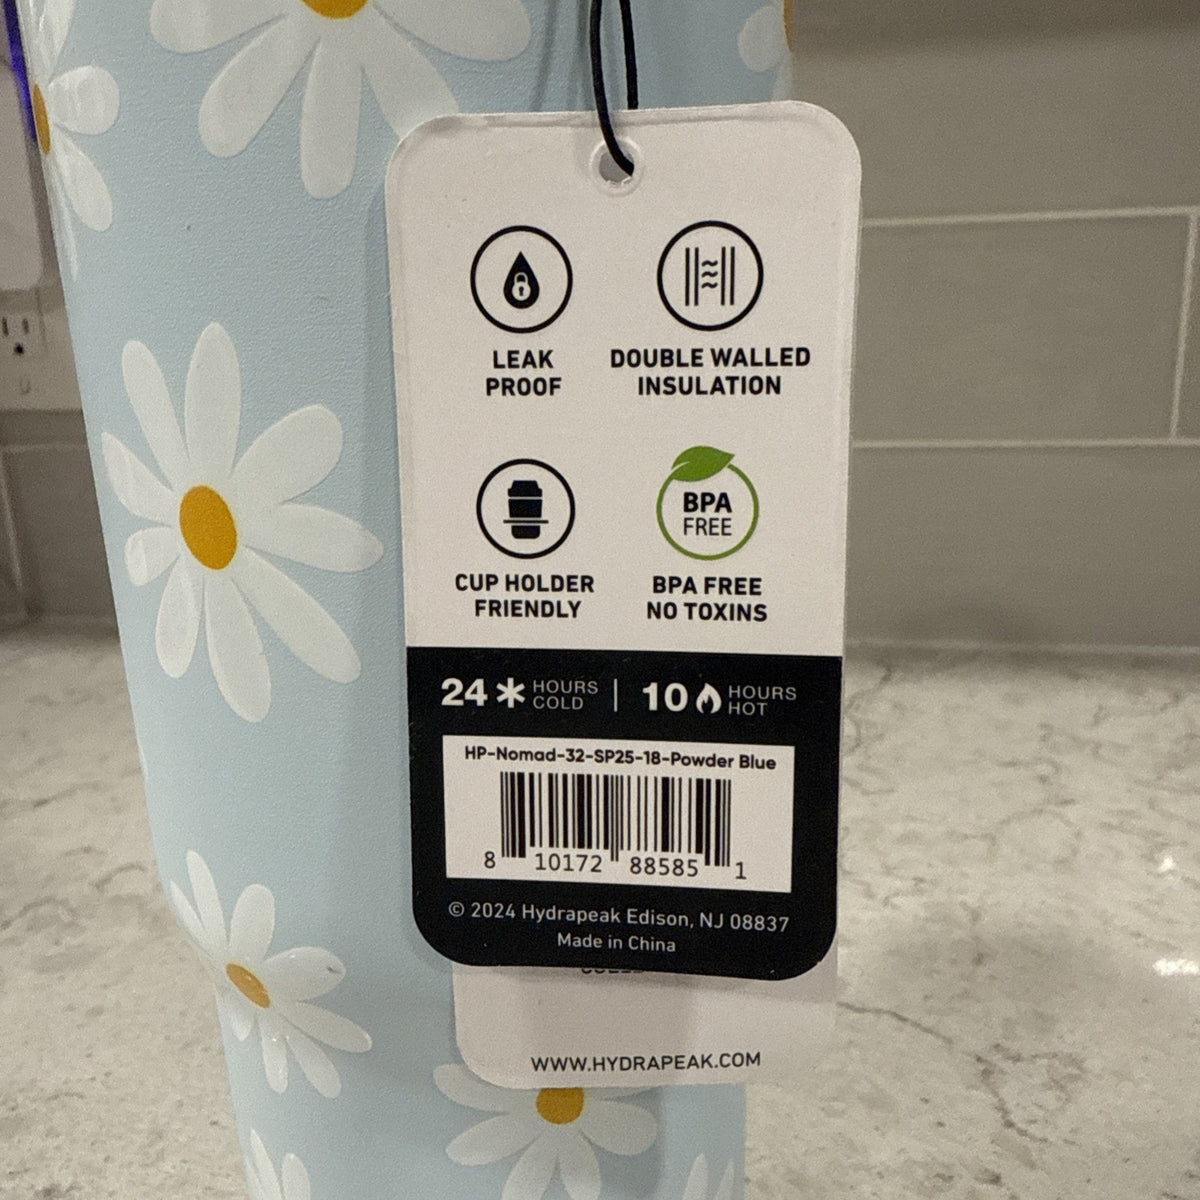 LEAK
PROOF
DOUBLE WALLED
INSULATION
BPA
FREE
CUP HOLDER
FRIENDLY
BPA FREE
NO TOXINS
24 HOURS COLD | 10 HOURS HOT
HP-Nomad-32-SP25-18-Powder Blue
8 10172 88585 1
© 2024 Hydrapeak Edison, NJ 08837
Made in China
WWW.HYDRAPEAK.COM